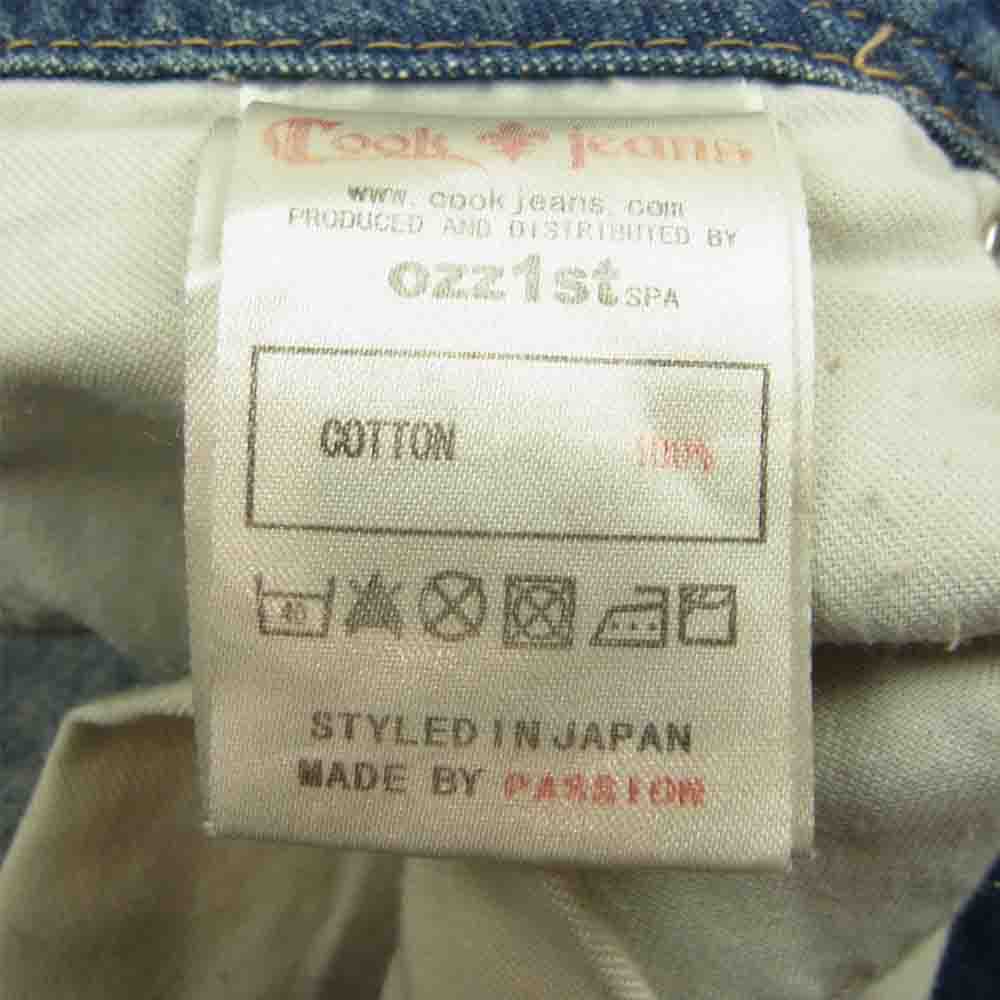 Cook jeans
www.cookjeans.com
PRODUCED AND DISTRIBUTED BY
ozz1st SPA
COTTON 100%
40
STYLED IN JAPAN
MADE BY PASSION